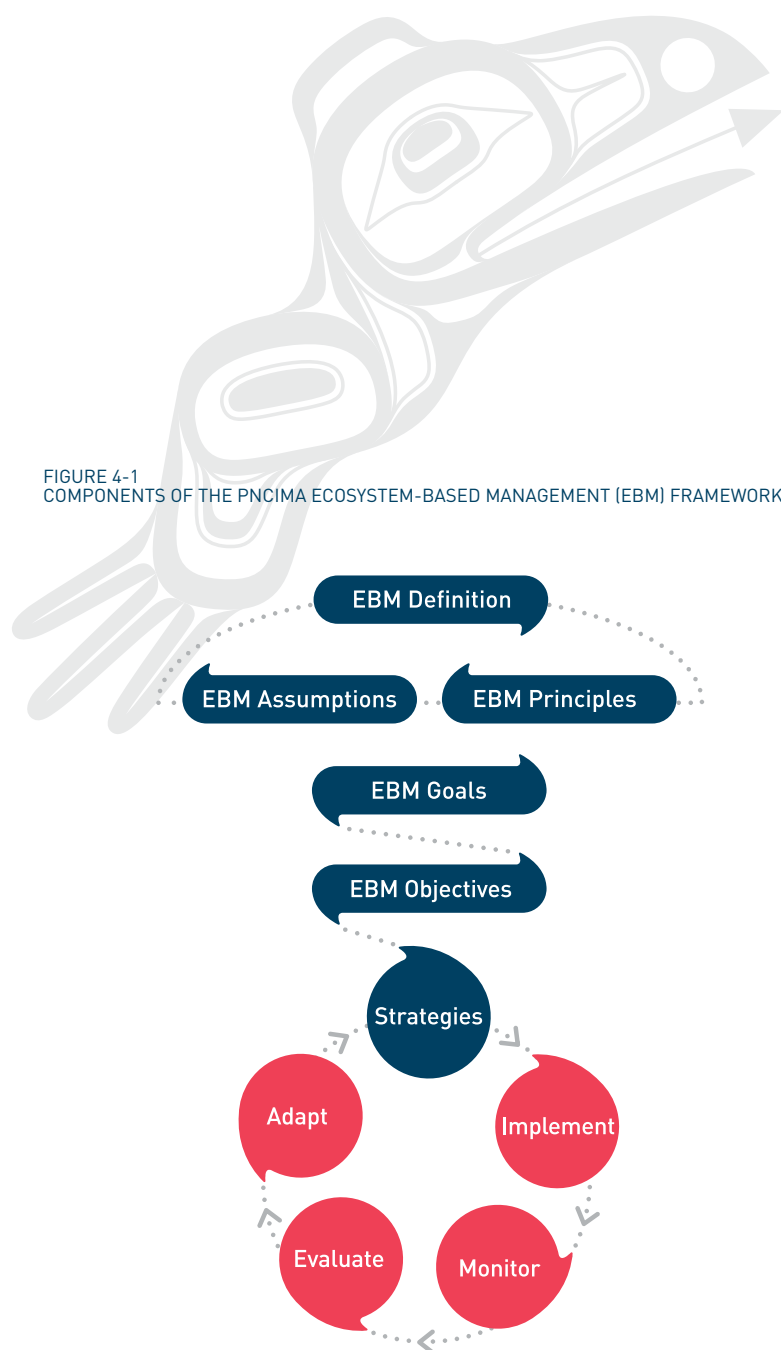 FIGURE 4-1
COMPONENTS OF THE PNCIMA ECOSYSTEM-BASED MANAGEMENT (EBM) FRAMEWORK
EBM Definition
EBM Assumptions
EBM Principles
EBM Goals
EBM Objectives
Strategies
Implement
Monitor
Evaluate
Adapt